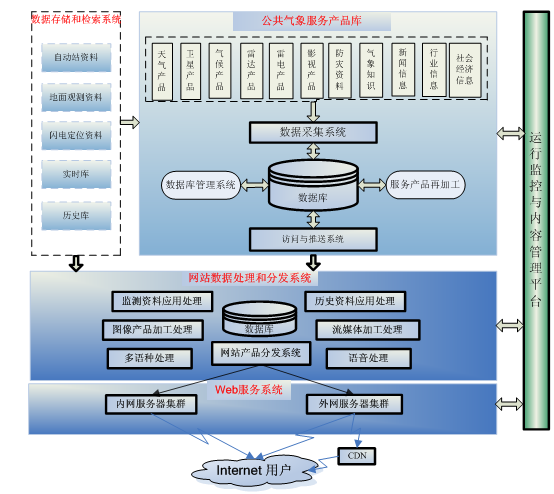 数据存储和检索系统
自动站资料
地面观测资料
闪电定位资料
实时库
历史库
公共气象服务产品库
天气产品
卫星产品
气候产品
雷达产品
雷电产品
影视产品
防灾资料
气象知识
新闻信息
行业信息
社会经济信息
数据采集系统
数据库管理系统
数据库
服务产品再加工
访问与推送系统
运行监控与内容管理平台
网站数据处理和分发系统
监测资料应用处理
历史资料应用处理
图像产品加工处理
数据库
流媒体加工处理
多语种处理
网站产品分发系统
语音处理
Web服务系统
内网服务器集群
外网服务器集群
CDN
Internet 用户